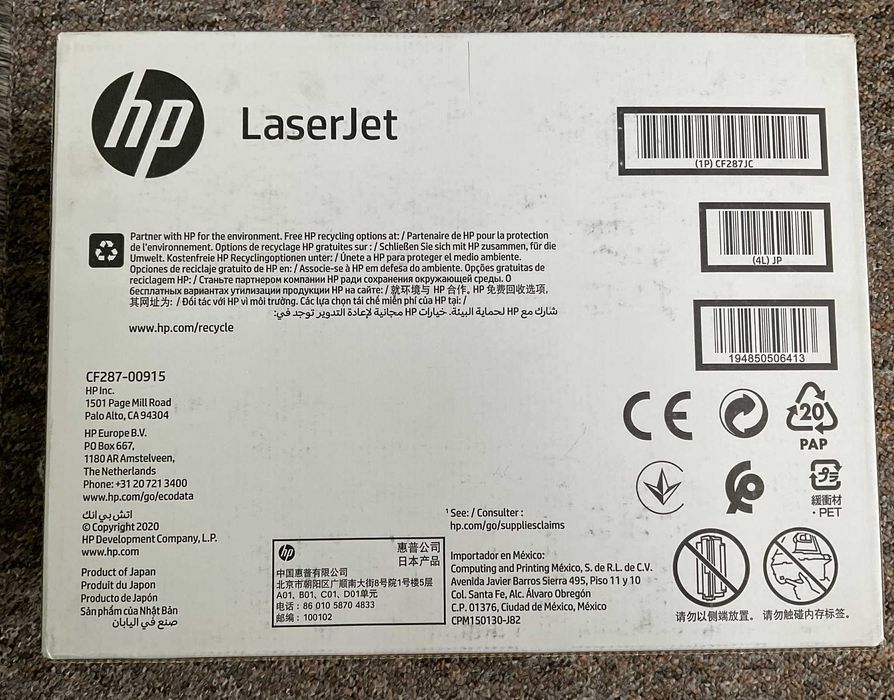 hp
LaserJet
(1P) CF287JC
(4L) JP
194850506413
Partner with HP for the environment. Free HP recycling options at: / Partenaire de HP pour la protection
de l'environnement. Options de recyclage HP gratuites sur : / Schließen Sie sich mit HP zusammen, für die
Umwelt. Kostenfreie HP Recyclingoptionen unter: / Únete a HP para proteger el medio ambiente.
Opciones de reciclaje gratuito de HP en: / Associe-se à HP em defesa do ambiente. Opções gratuitas de
reciclagem HP: / Станьте партнером компании HP ради сохранения окружающей среды. О
бесплатных вариантах утилизации продукции HP на сайте: / 就环境与 HP 合作。HP 免费回收选项,
其网址为: / Đối tác với HP vì môi trường. Các lựa chọn tái chế miễn phí của HP tại: /
شارك مع HP لحماية البيئة. خيارات HP مجانية لإعادة التدوير توجد في:
www.hp.com/recycle
CF287-00915
HP Inc.
1501 Page Mill Road
Palo Alto, CA 94304
HP Europe B.V.
PO Box 667,
1180 AR Amstelveen,
The Netherlands
Phone: +31 20 721 3400
www.hp.com/go/ecodata
اتش بي انك
© Copyright 2020
HP Development Company, L.P.
www.hp.com
Product of Japan
Produit du Japon
Producto de Japón
Sản phẩm của Nhật Bản
صنع في اليابان
hp
惠普公司
日本产品
中国惠普有限公司
北京市朝阳区广顺南大街8号院1号楼5层
A01, B01, C01, D01单元
电话：86 010 5870 4833
邮编：100102
¹ See: / Consulter :
hp.com/go/suppliesclaims
Importador en México:
Computing and Printing México, S. de R.L. de C.V.
Avenida Javier Barros Sierra 495, Piso 11 y 10
Col. Santa Fe, Alc. Álvaro Obregón
C.P. 01376, Ciudad de México, México
CPM150130-J82
CE
20
PAP
プラ
緩衝材
・PET
请勿以侧端放置。
请勿触碰内存标签。